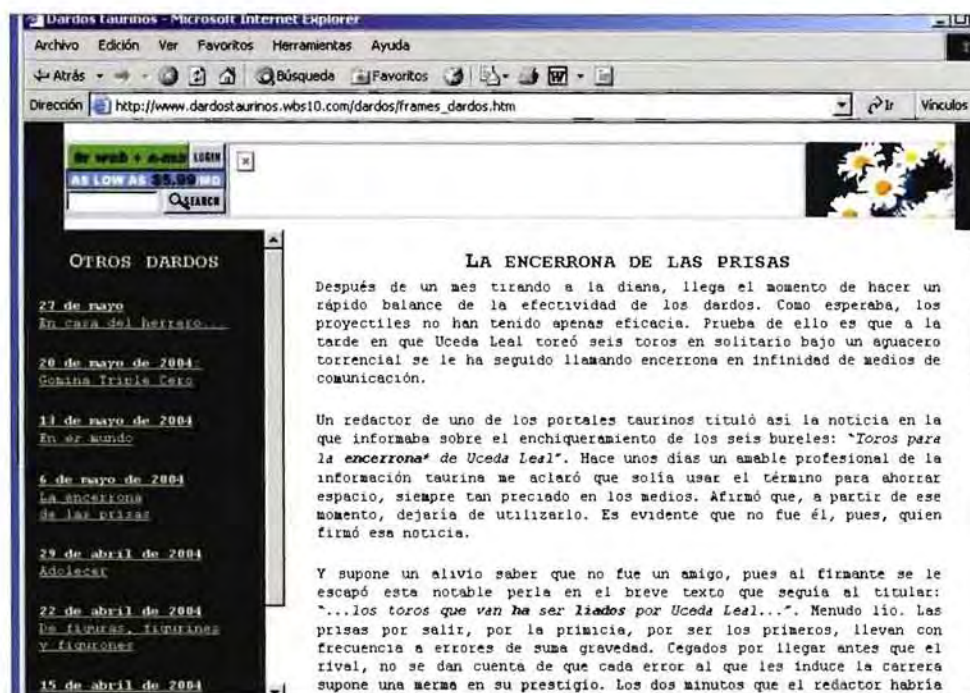 Dardos taurinos - Microsoft Internet Explorer
Archivo Edición Ver Favoritos Herramientas Ayuda
Atrás Búsqueda Favoritos
Dirección http://www.dardostaurinos.wbs10.com/dardos/frames_dardos.htm Ir Vínculos
LOGIN
AS LOW AS $5.99/MO
SEARCH
OTROS DARDOS
27 de mayo
En casa del herrero...
20 de mayo de 2004:
Gomina Triple Cero
13 de mayo de 2004
En er mundo
6 de mayo de 2004
La encerrona
de las prisas
29 de abril de 2004
Adolecer
22 de abril de 2004
De figuras, figurines
y figurones
15 de abril de 2004
LA ENCERRONA DE LAS PRISAS
Después de un mes tirando a la diana, llega el momento de hacer un
rápido balance de la efectividad de los dardos. Como esperaba, los
proyectiles no han tenido apenas eficacia. Prueba de ello es que a la
tarde en que Uceda Leal toreó seis toros en solitario bajo un aguacero
torrencial se le ha seguido llamando encerrona en infinidad de medios de
comunicación.
Un redactor de uno de los portales taurinos tituló así la noticia en la
que informaba sobre el enchiqueramiento de los seis bureles: "Toros para
la encerrona* de Uceda Leal". Hace unos días un amable profesional de la
información taurina me aclaró que solía usar el término para ahorrar
espacio, siempre tan preciado en los medios. Afirmó que, a partir de ese
momento, dejaría de utilizarlo. Es evidente que no fue él, pues, quien
firmó esa noticia.
Y supone un alivio saber que no fue un amigo, pues al firmante se le
escapó esta notable perla en el breve texto que seguía al titular:
"...los toros que van ha ser liados por Uceda Leal...". Menudo lío. Las
prisas por salir, por la primicia, por ser los primeros, llevan con
frecuencia a errores de suma gravedad. Cegados por llegar antes que el
rival, no se dan cuenta de que cada error al que les induce la carrera
supone una merma en su prestigio. Los dos minutos que el redactor habría